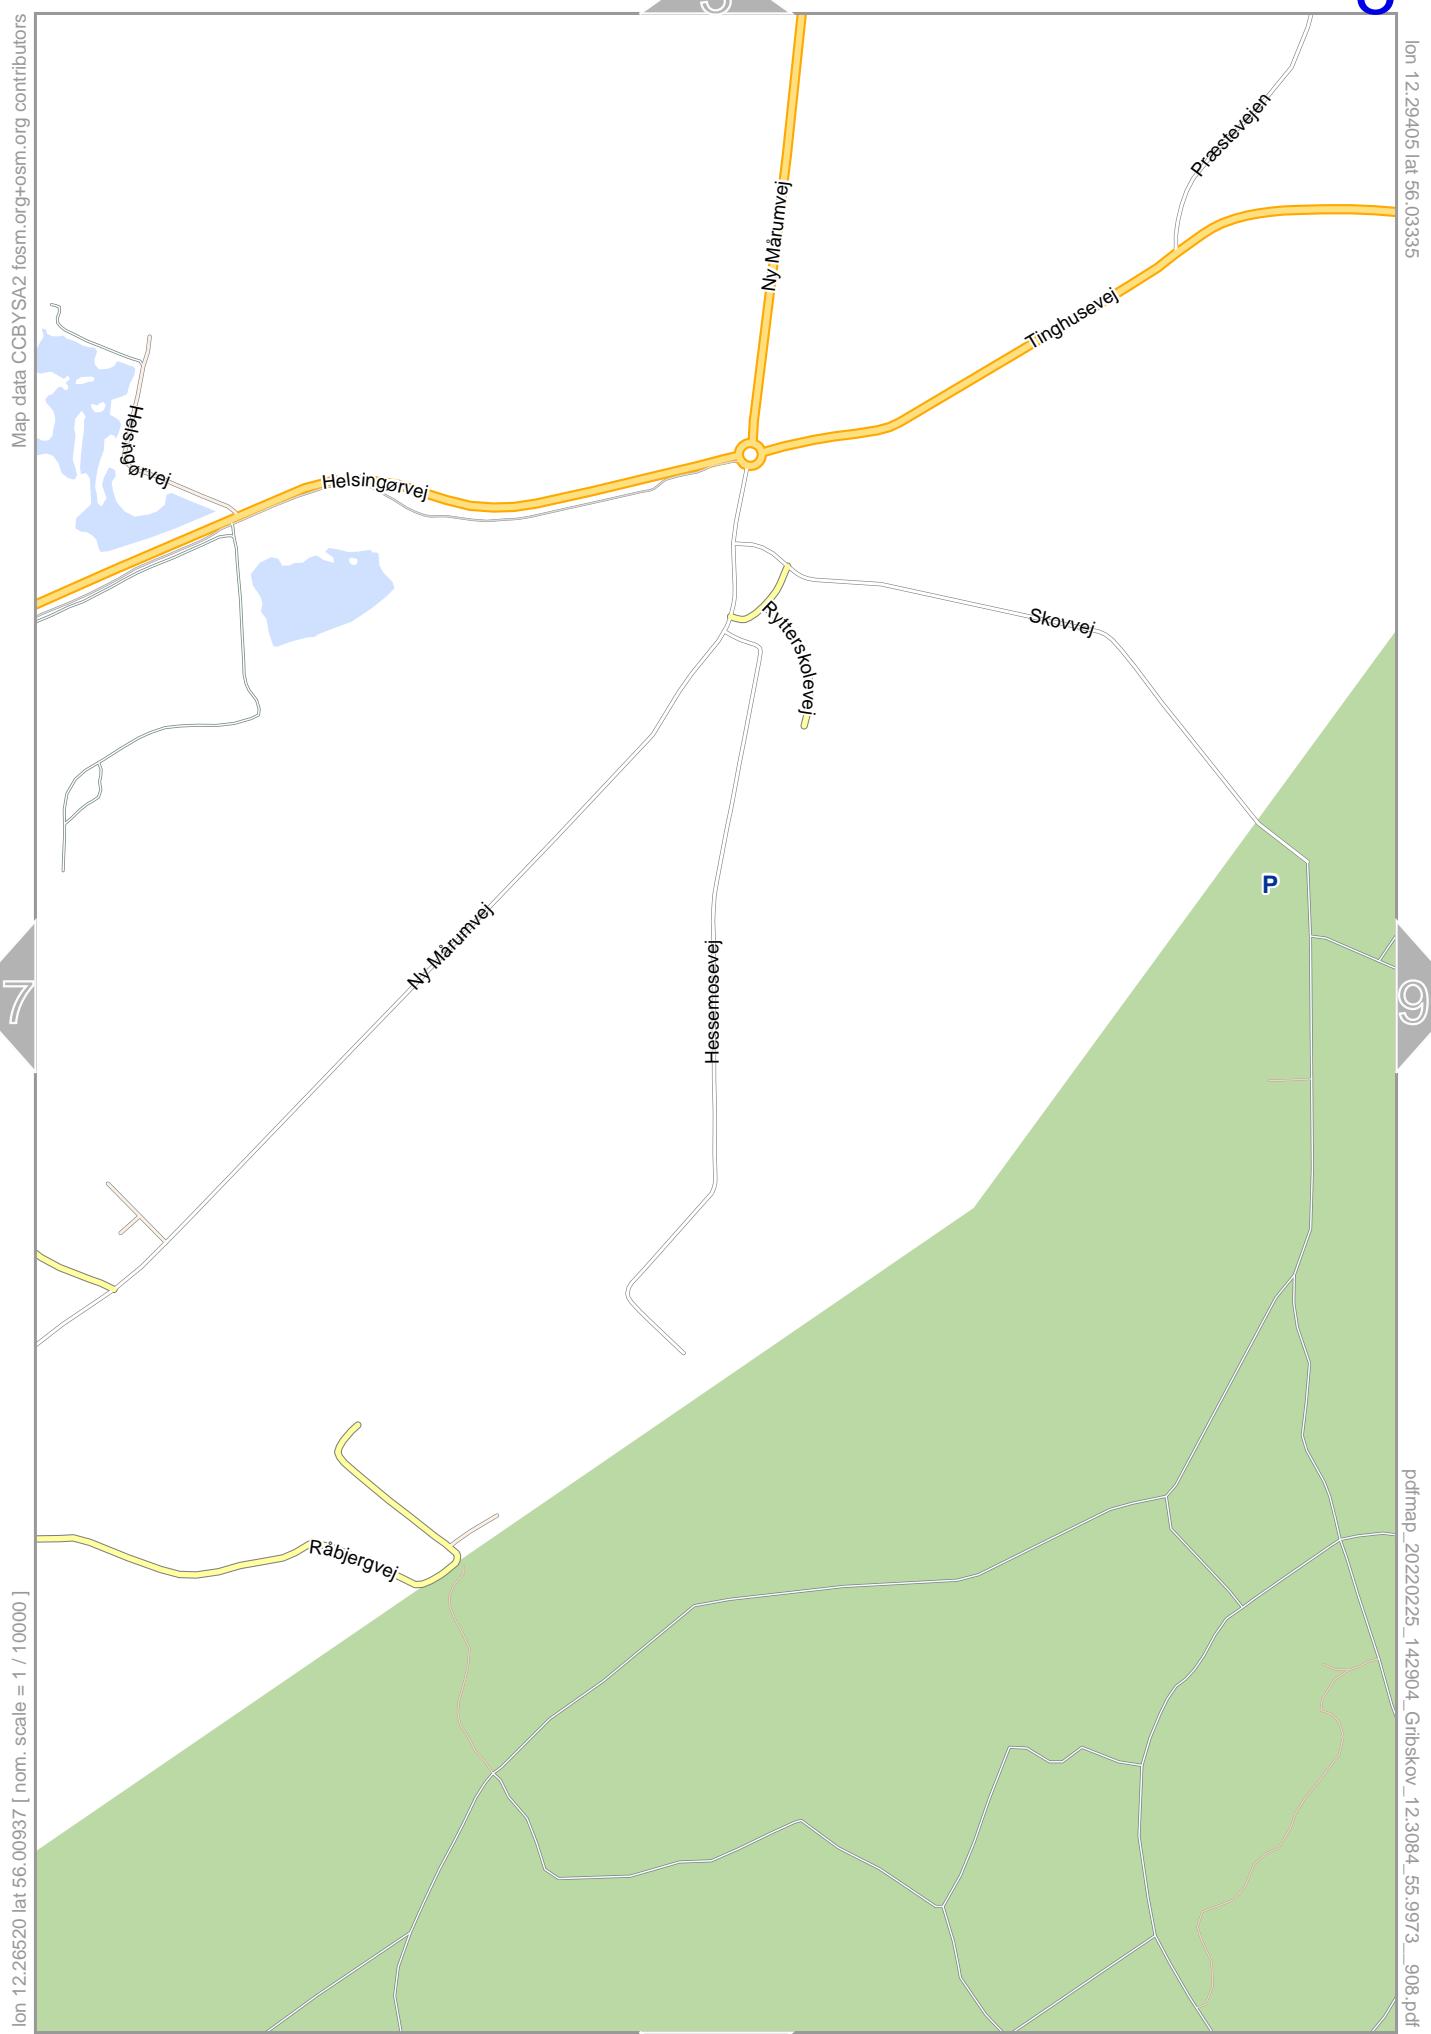 Map data CCBYSA2 fosm.org+osm.org contributors
lon 12.29405 lat 56.03335
Præstevejen
Ny Mårumvej
Tinghusevej
Helsingørvej
Helsingørvej
Rytterskolevej
Skovvej
P
Ny Mårumvej
Hessemosevej
7
9
Råbjergvej
lon 12.26520 lat 56.00937 [ nom. scale = 1 / 10000 ]
pdfmap_20220225_142904_Gribskov_12.3084_55.9973__908.pdf